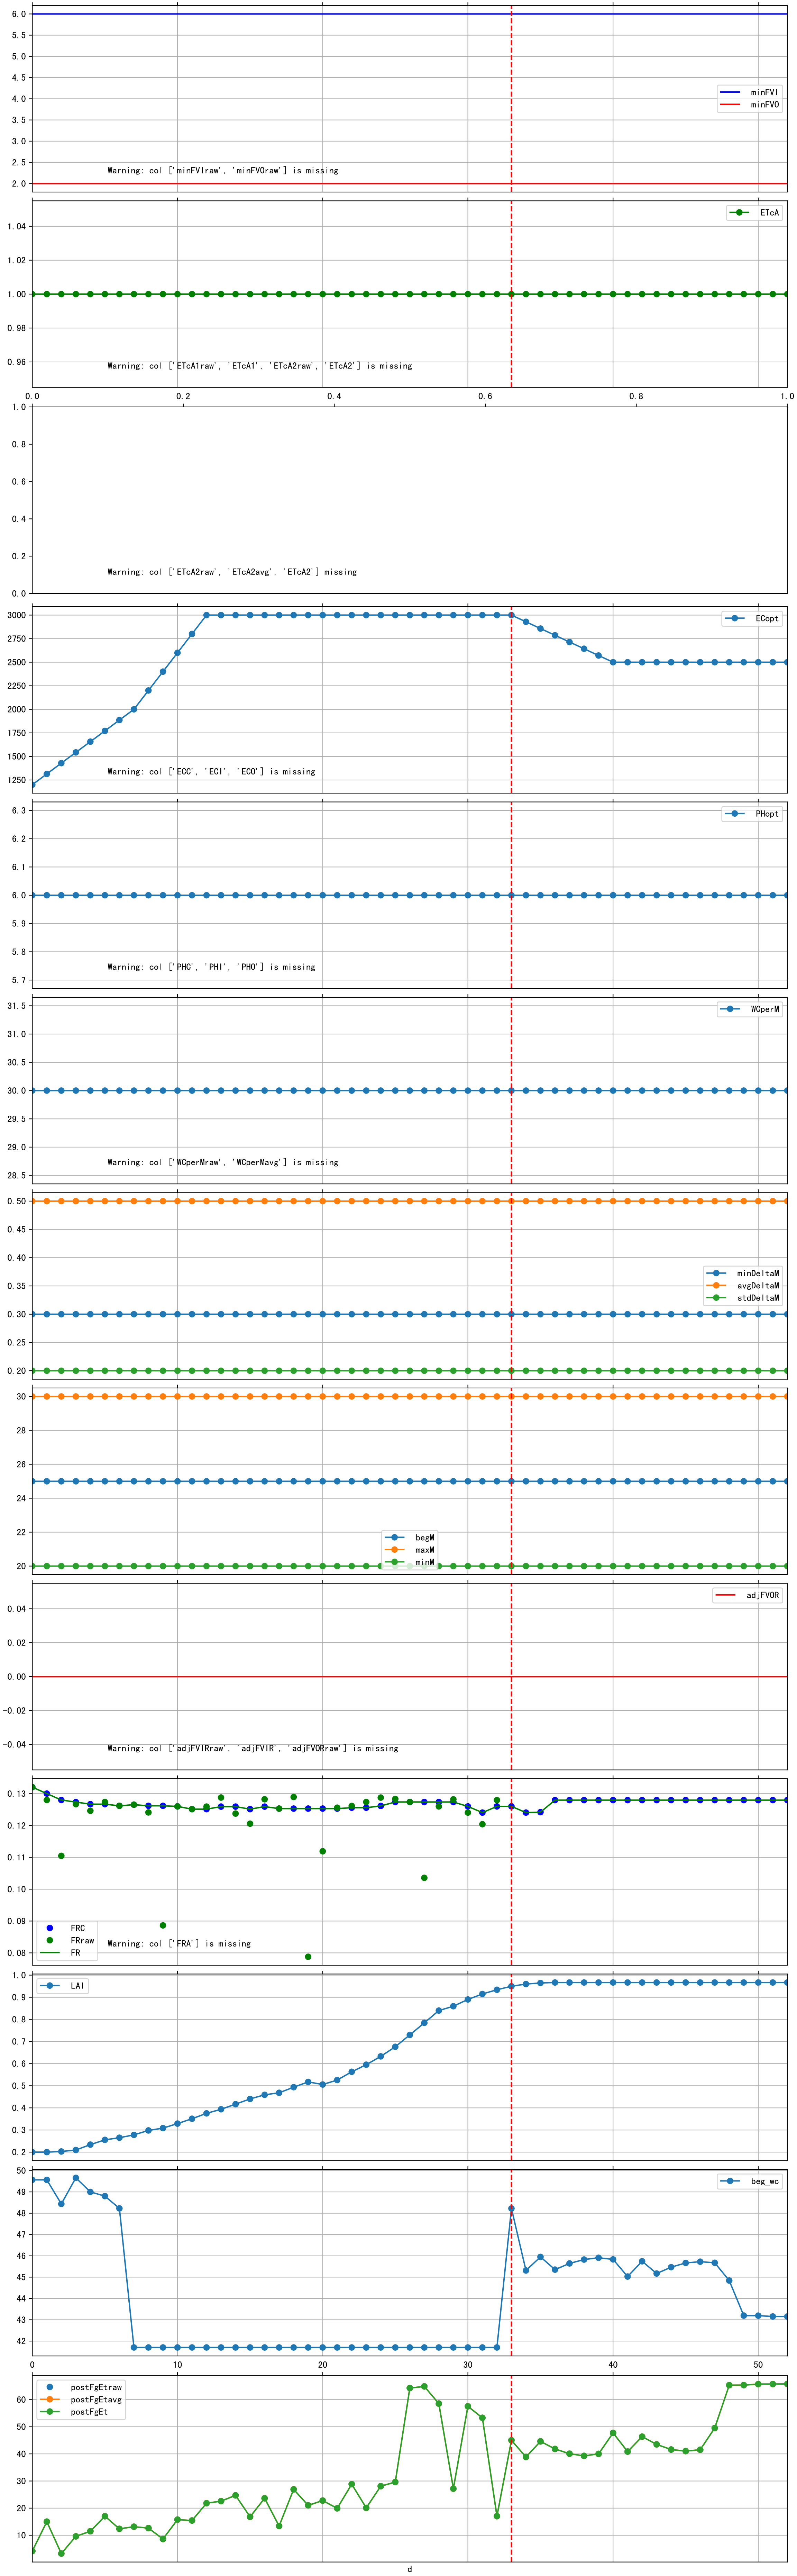 6.0
5.5
5.0
4.5
4.0
3.5
3.0
2.5
2.0
minFVI
minFVO
Warning: col ['minFVIraw', 'minFVOraw'] is missing
1.04
1.02
1.00
0.98
0.96
ETcA
Warning: col ['ETcA1raw', 'ETcA1', 'ETcA2raw', 'ETcA2'] is missing
0.0 0.2 0.4 0.6 0.8 1.0
1.0
0.8
0.6
0.4
0.2
0.0
Warning: col ['ETcA2raw', 'ETcA2avg', 'ETcA2'] missing
3000
2750
2500
2250
2000
1750
1500
1250
ECopt
Warning: col ['ECC', 'ECI', 'ECO'] is missing
6.3
6.2
6.1
6.0
5.9
5.8
5.7
PHopt
Warning: col ['PHC', 'PHI', 'PHO'] is missing
31.5
31.0
30.5
30.0
29.5
29.0
28.5
WCperM
Warning: col ['WCperMraw', 'WCperMavg'] is missing
0.50
0.45
0.40
0.35
0.30
0.25
0.20
minDeltaM
avgDeltaM
stdDeltaM
30
28
26
24
22
20
begM
maxM
minM
0.04
0.02
0.00
-0.02
-0.04
adjFVOR
Warning: col ['adjFVIRraw', 'adjFVIR', 'adjFVORraw'] is missing
0.13
0.12
0.11
0.10
0.09
0.08
FRC
FRraw
FR
Warning: col ['FRA'] is missing
1.0
0.9
0.8
0.7
0.6
0.5
0.4
0.3
0.2
LAI
50
49
48
47
46
45
44
43
42
beg_wc
0 10 20 30 40 50
60
50
40
30
20
10
postFgEtraw
postFgEtavg
postFgEt
d